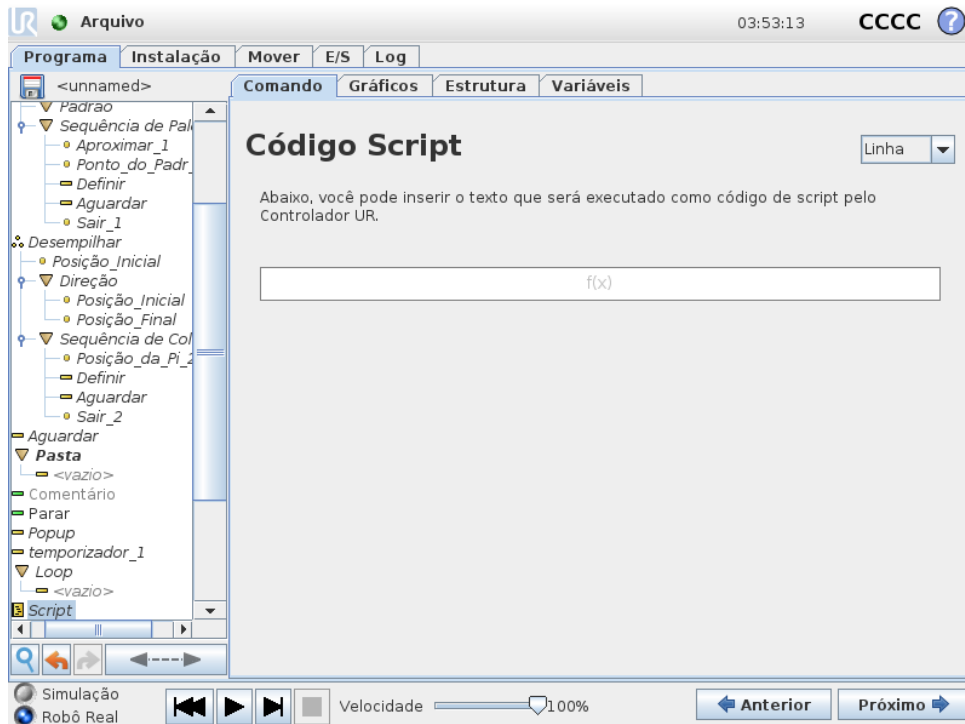 Arquivo
03:53:13
CCCC
?
Programa
Instalação
Mover
E/S
Log
<unnamed>
Comando
Gráficos
Estrutura
Variáveis
Padrão
Sequência de Pale
Aproximar_1
Ponto_do_Padr_
Definir
Aguardar
Sair_1
Desempilhar
Posição_Inicial
Direção
Posição_Inicial
Posição_Final
Sequência de Col
Posição_da_Pi_2
Definir
Aguardar
Sair_2
Aguardar
Pasta
<vazio>
Comentário
Parar
Popup
temporizador_1
Loop
<vazio>
Script
Código Script
Linha
Abaixo, você pode inserir o texto que será executado como código de script pelo
Controlador UR.
f(x)
Simulação
Robô Real
Velocidade
100%
Anterior
Próximo